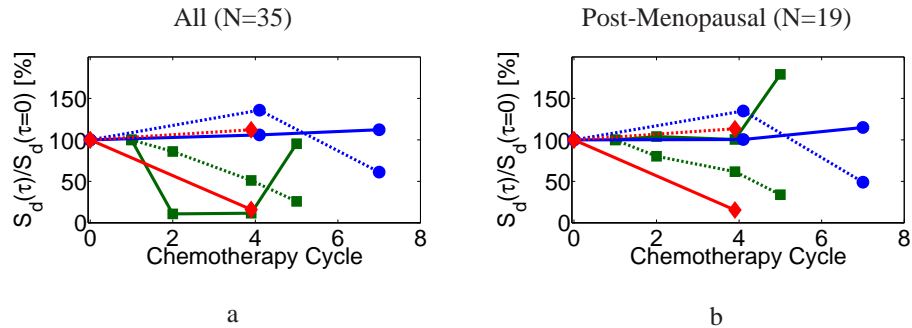 All (N=35)
S_d(τ)/S_d(τ=0) [%]
150
100
50
0
0 2 4 6 8
Chemotherapy Cycle
a
Post-Menopausal (N=19)
S_d(τ)/S_d(τ=0) [%]
150
100
50
0
0 2 4 6 8
Chemotherapy Cycle
b